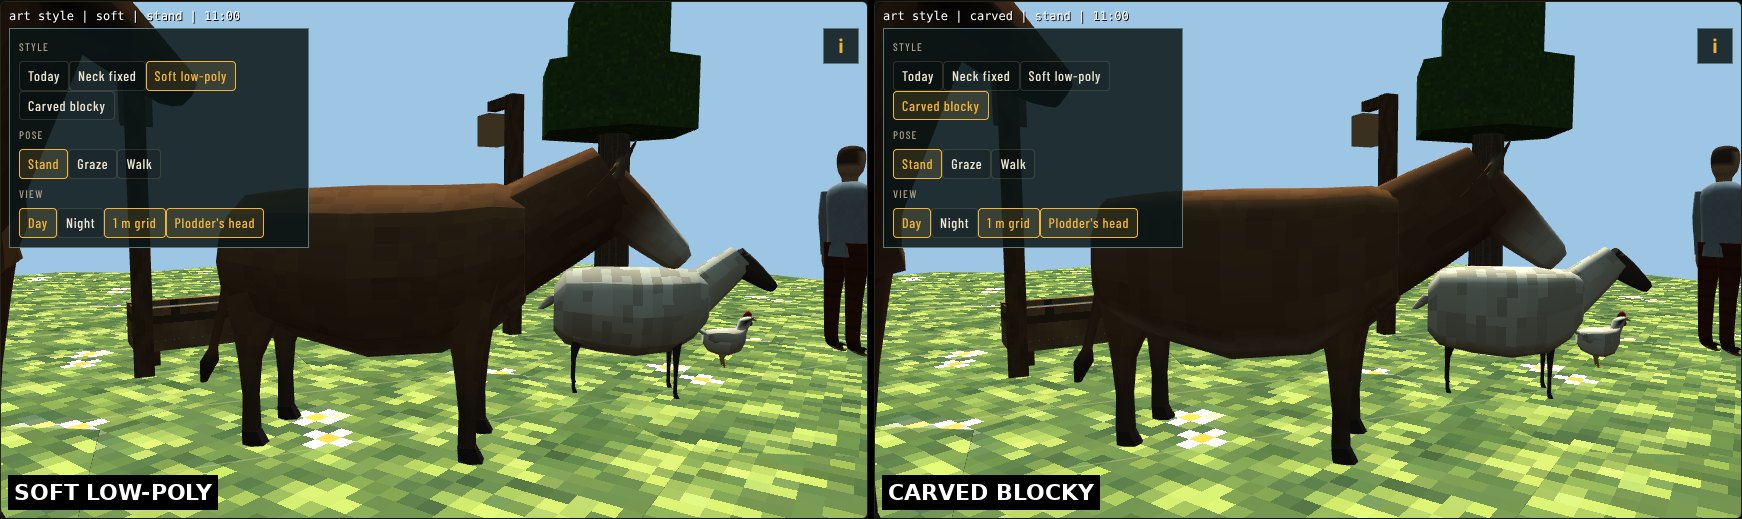 art style | soft | stand | 11:00
i
STYLE
Today Neck fixed Soft low-poly
Carved blocky
POSE
Stand Graze Walk
VIEW
Day Night 1 m grid Plodder's head
SOFT LOW-POLY
art style | carved | stand | 11:00
i
STYLE
Today Neck fixed Soft low-poly
Carved blocky
POSE
Stand Graze Walk
VIEW
Day Night 1 m grid Plodder's head
CARVED BLOCKY